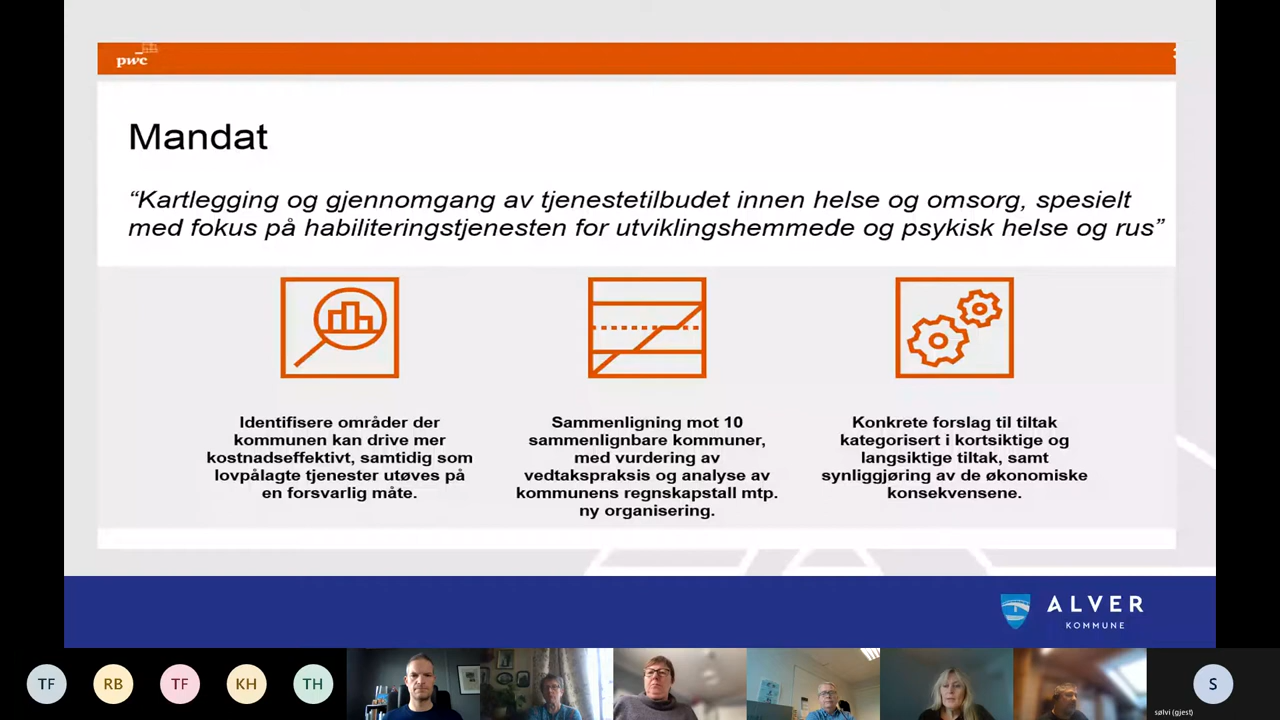 pwc
Mandat
“Kartlegging og gjennomgang av tjenestetilbudet innen helse og omsorg, spesielt
med fokus på habiliteringstjenesten for utviklingshemmede og psykisk helse og rus”
Identifisere områder der
kommunen kan drive mer
kostnadseffektivt, samtidig som
lovpålagte tjenester utøves på
en forsvarlig måte.
Sammenligning mot 10
sammenlignbare kommuner,
med vurdering av
vedtakspraksis og analyse av
kommunens regnskapstall mtp.
ny organisering.
Konkrete forslag til tiltak
kategorisert i kortsiktige og
langsiktige tiltak, samt
synliggjøring av de økonomiske
konsekvensene.
ALVER
KOMMUNE
TF
RB
TF
KH
TH
S
sølvi (gjest)